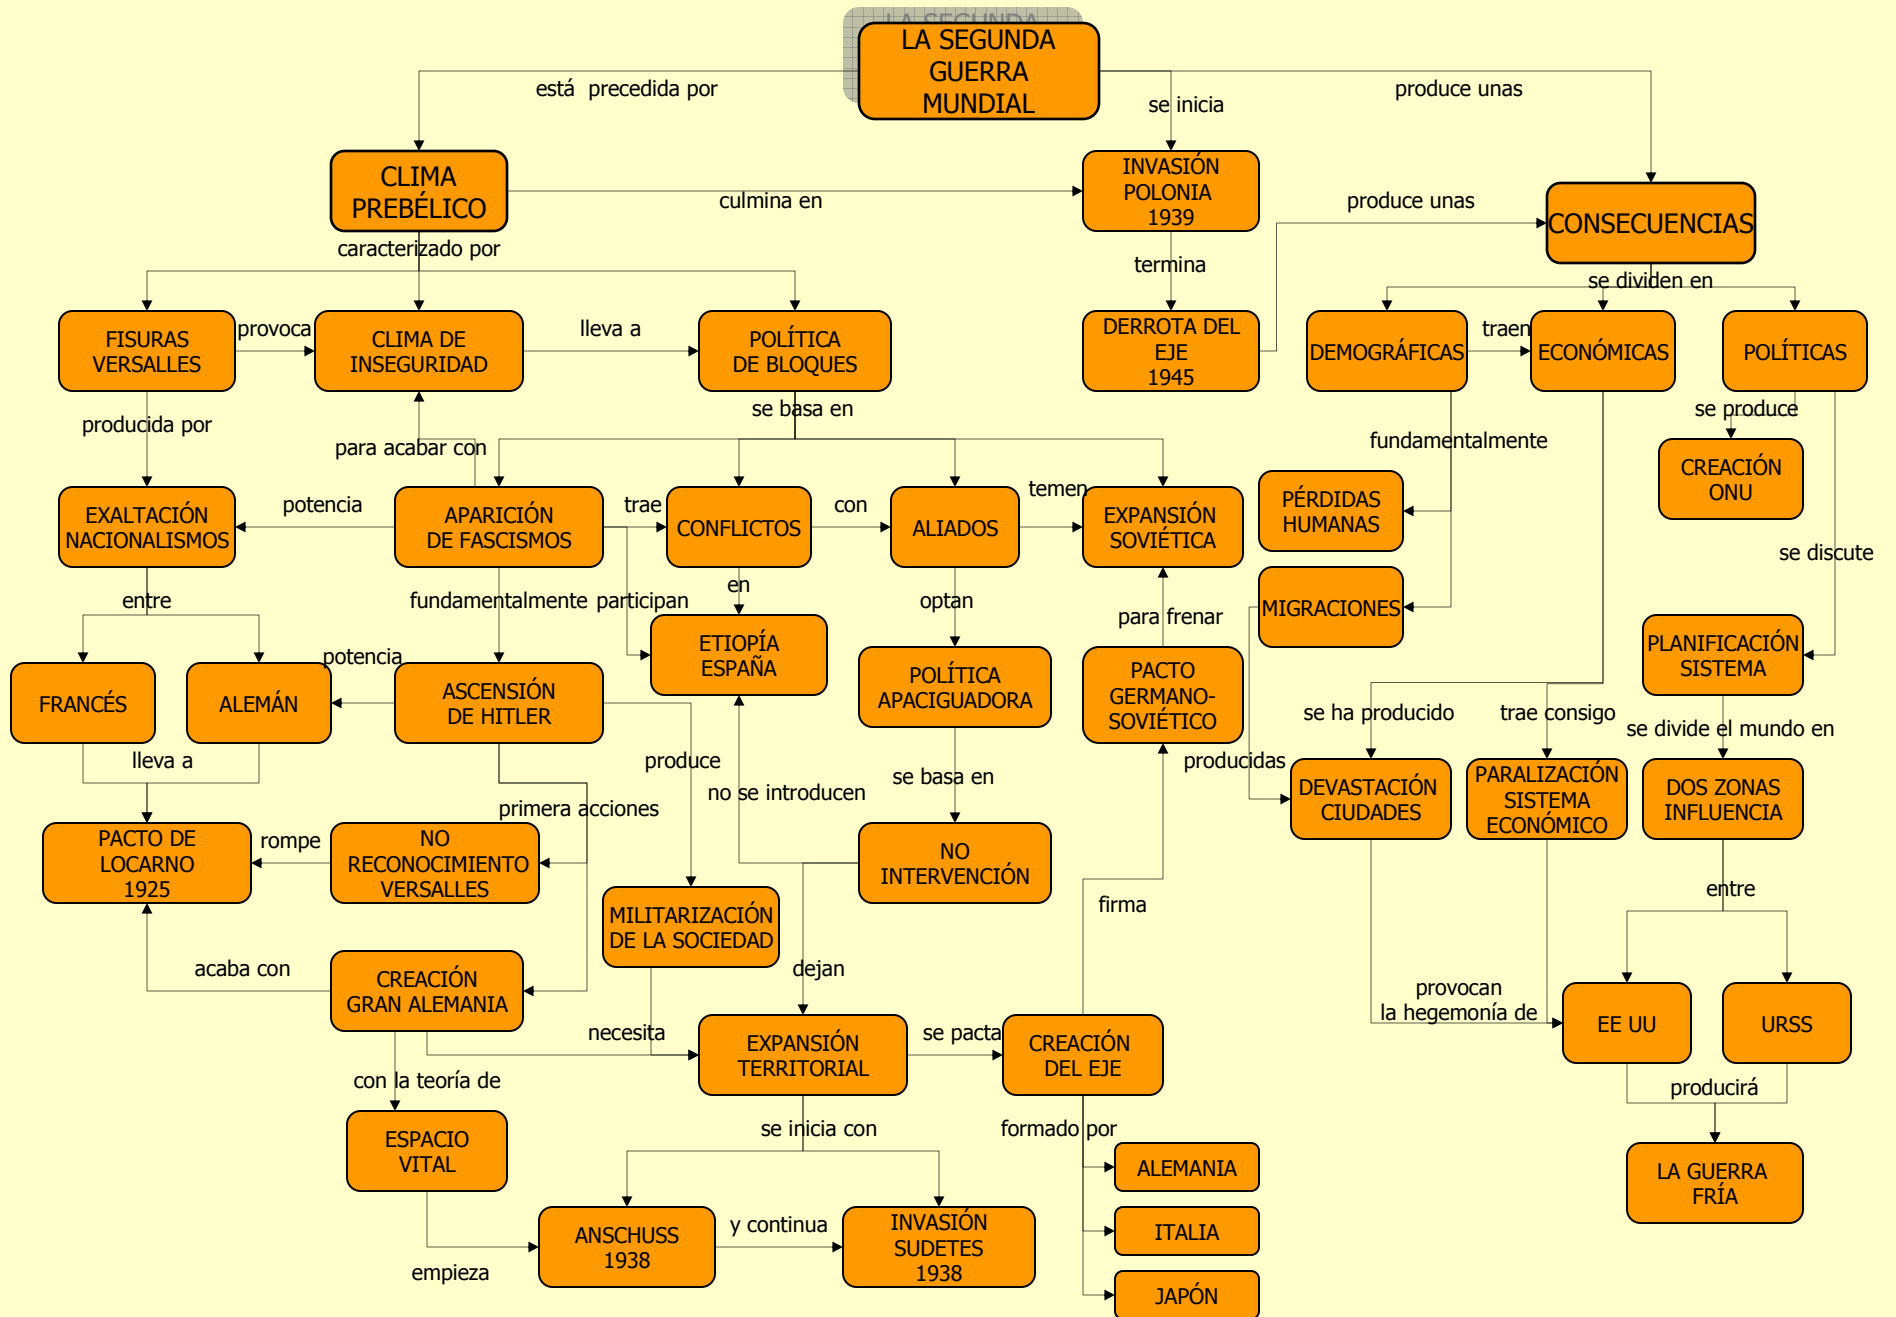 LA SEGUNDA
LA SEGUNDA
GUERRA
MUNDIAL
está precedida por
se inicia
produce unas
CLIMA
PREBÉLICO
culmina en
INVASIÓN
POLONIA
1939
produce unas
CONSECUENCIAS
caracterizado por
termina
se dividen en
FISURAS
VERSALLES
provoca
CLIMA DE
INSEGURIDAD
lleva a
POLÍTICA
DE BLOQUES
DERROTA DEL
EJE
1945
DEMOGRÁFICAS
traen
ECONÓMICAS
POLÍTICAS
producida por
para acabar con
se basa en
fundamentalmente
se produce
EXALTACIÓN
NACIONALISMOS
potencia
APARICIÓN
DE FASCISMOS
trae
CONFLICTOS
con
ALIADOS
temen
EXPANSIÓN
SOVIÉTICA
PÉRDIDAS
HUMANAS
CREACIÓN
ONU
se discute
entre
fundamentalmente
participan
en
optan
para frenar
MIGRACIONES
ETIOPÍA
ESPAÑA
PLANIFICACIÓN
SISTEMA
FRANCÉS
ALEMÁN
potencia
ASCENSIÓN
DE HITLER
POLÍTICA
APACIGUADORA
PACTO
GERMANO-
SOVIÉTICO
se ha producido
trae consigo
se divide el mundo en
lleva a
produce
no se introducen
se basa en
producidas
primera acciones
DEVASTACIÓN
CIUDADES
PARALIZACIÓN
SISTEMA
ECONÓMICO
DOS ZONAS
INFLUENCIA
PACTO DE
LOCARNO
1925
rompe
NO
RECONOCIMIENTO
VERSALLES
NO
INTERVENCIÓN
entre
MILITARIZACIÓN
DE LA SOCIEDAD
firma
acaba con
CREACIÓN
GRAN ALEMANIA
dejan
provocan
la hegemonía de
EE UU
URSS
necesita
EXPANSIÓN
TERRITORIAL
se pacta
CREACIÓN
DEL EJE
con la teoría de
producirá
ESPACIO
VITAL
se inicia con
formado por
ALEMANIA
LA GUERRA
FRÍA
empieza
ANSCHUSS
1938
y continua
INVASIÓN
SUDETES
1938
ITALIA
JAPÓN